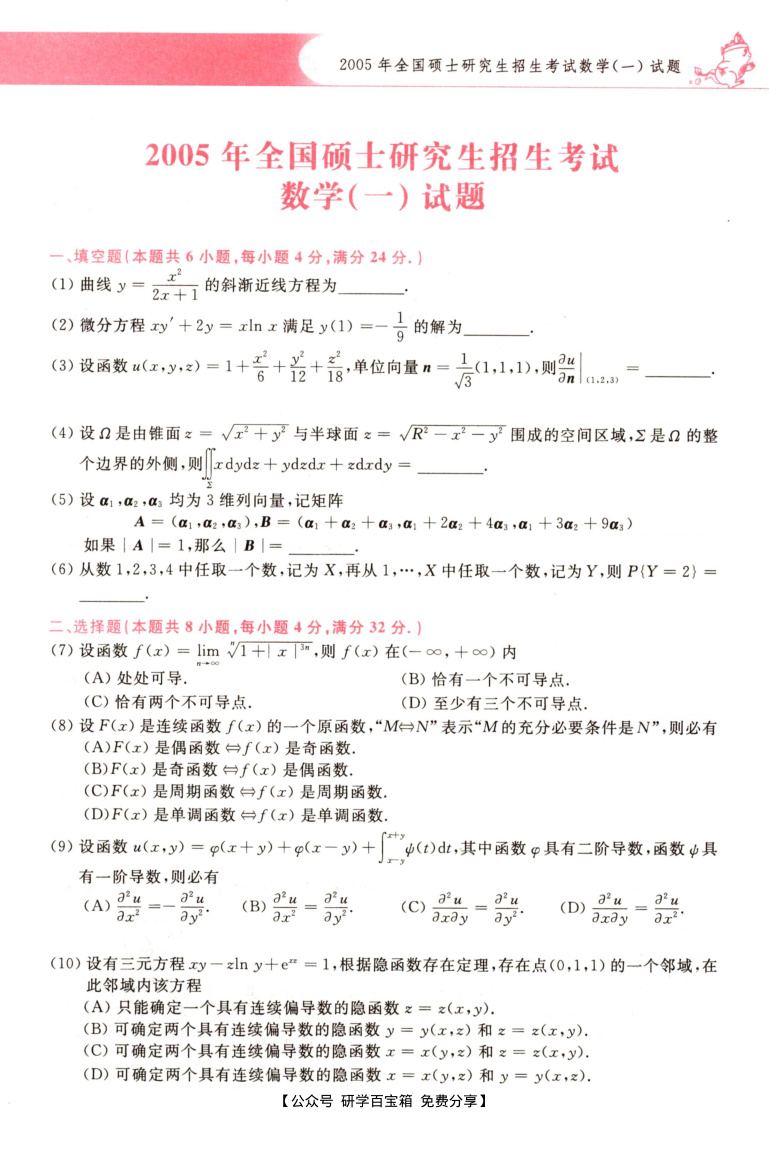 2005 年全国硕士研究生招生考试数学(一)试题
2005 年全国硕士研究生招生考试
数学(一)试题
一、填空题(本题共 6 小题,每小题 4 分,满分 24 分.)
(1) 曲线 y = x²/(2x+1) 的斜渐近线方程为________.
(2) 微分方程 xy′+2y = xln x 满足 y(1) =−1/9 的解为________.
(3) 设函数 u(x,y,z) = 1+x²/6+y²/12+z²/18,单位向量 n = 1/√3(1,1,1),则∂u/∂n|(1,2,3) = ________.
(4) 设 Ω 是由锥面 z = √(x²+y²) 与半球面 z = √(R²−x²−y²) 围成的空间区域,Σ 是 Ω 的整
个边界的外侧,则∬_Σ xdydz+ydzdx+zdxdy = ________.
(5) 设 α₁,α₂,α₃ 均为 3 维列向量,记矩阵
A = (α₁,α₂,α₃),B = (α₁+α₂+α₃,α₁+2α₂+4α₃,α₁+3α₂+9α₃)
如果 | A | = 1,那么 | B | = ________.
(6) 从数 1,2,3,4 中任取一个数,记为 X,再从 1,…,X 中任取一个数,记为 Y,则 P{Y = 2} =
________.
二、选择题(本题共 8 小题,每小题 4 分,满分 32 分.)
(7) 设函数 f(x) = lim_{n→∞} ⁿ√(1+|x|³ⁿ),则 f(x) 在(−∞,+∞) 内
(A) 处处可导. (B) 恰有一个不可导点.
(C) 恰有两个不可导点. (D) 至少有三个不可导点.
(8) 设 F(x) 是连续函数 f(x) 的一个原函数,“M⇔N” 表示“M 的充分必要条件是 N”,则必有
(A)F(x) 是偶函数⇔f(x) 是奇函数.
(B)F(x) 是奇函数⇔f(x) 是偶函数.
(C)F(x) 是周期函数⇔f(x) 是周期函数.
(D)F(x) 是单调函数⇔f(x) 是单调函数.
(9) 设函数 u(x,y) = φ(x+y)+φ(x−y)+∫_{x−y}^{x+y} ψ(t)dt,其中函数 φ 具有二阶导数,函数 ψ 具
有一阶导数,则必有
(A) ∂²u/∂x² =−∂²u/∂y². (B) ∂²u/∂x² = ∂²u/∂y². (C) ∂²u/∂x∂y = ∂²u/∂y². (D) ∂²u/∂x∂y = ∂²u/∂x².
(10) 设有三元方程 xy−zln y+e^{xz} = 1,根据隐函数存在定理,存在点(0,1,1) 的一个邻域,在
此邻域内该方程
(A) 只能确定一个具有连续偏导数的隐函数 z = z(x,y).
(B) 可确定两个具有连续偏导数的隐函数 y = y(x,z) 和 z = z(x,y).
(C) 可确定两个具有连续偏导数的隐函数 x = x(y,z) 和 z = z(x,y).
(D) 可确定两个具有连续偏导数的隐函数 x = x(y,z) 和 y = y(x,z).
【公众号 研学百宝箱 免费分享】